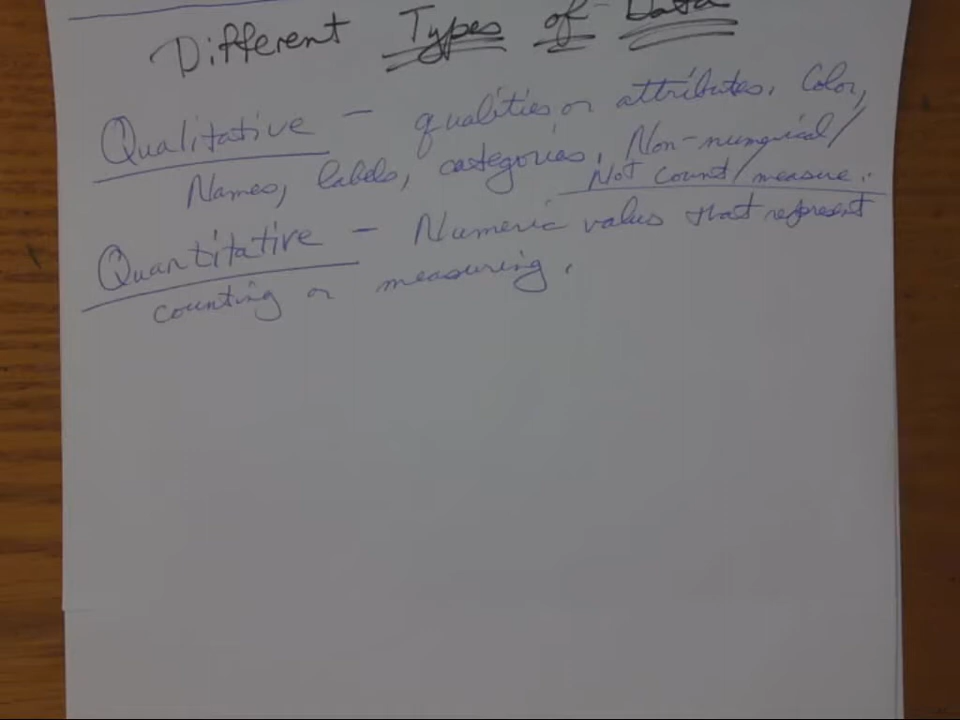 Different Types of Data
Qualitative - qualities or attributes. Color,
Names, labels, categories. Non-numerical/
Not Count/measure.
Quantitative - Numeric values that represent
counting or measuring.